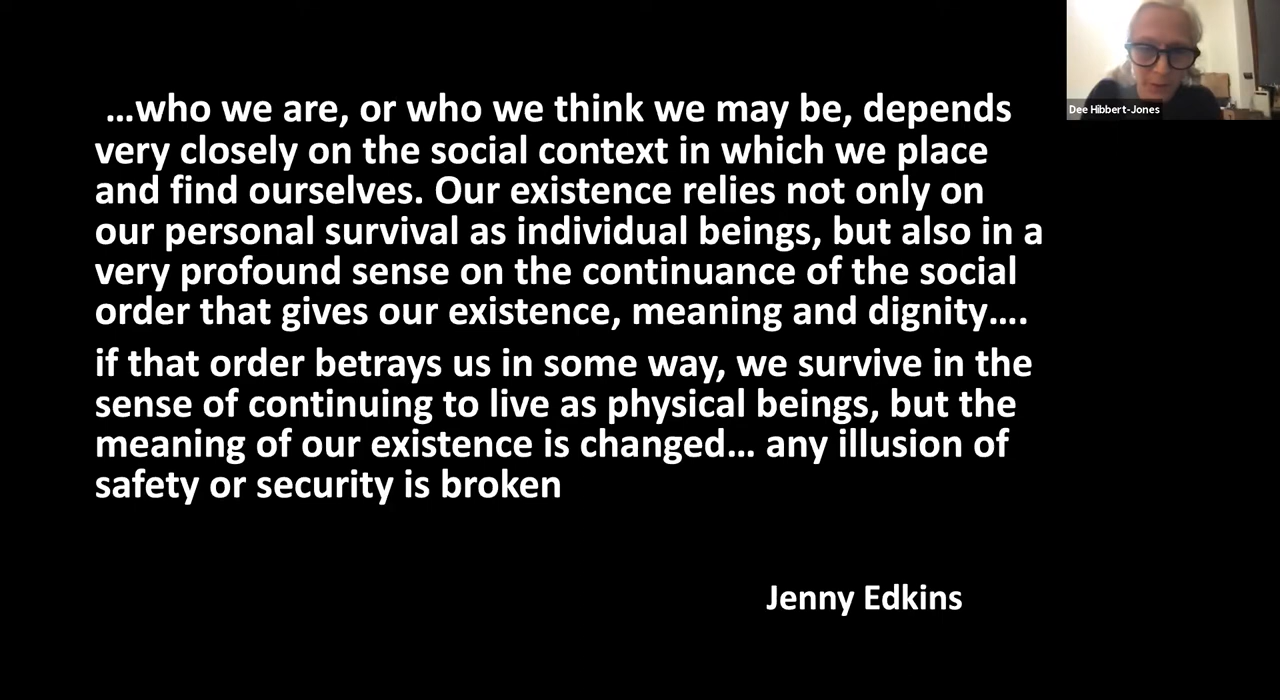 …who we are, or who we think we may be, depends
very closely on the social context in which we place
and find ourselves. Our existence relies not only on
our personal survival as individual beings, but also in a
very profound sense on the continuance of the social
order that gives our existence, meaning and dignity….
if that order betrays us in some way, we survive in the
sense of continuing to live as physical beings, but the
meaning of our existence is changed… any illusion of
safety or security is broken
Jenny Edkins
Dee Hibbert-Jones